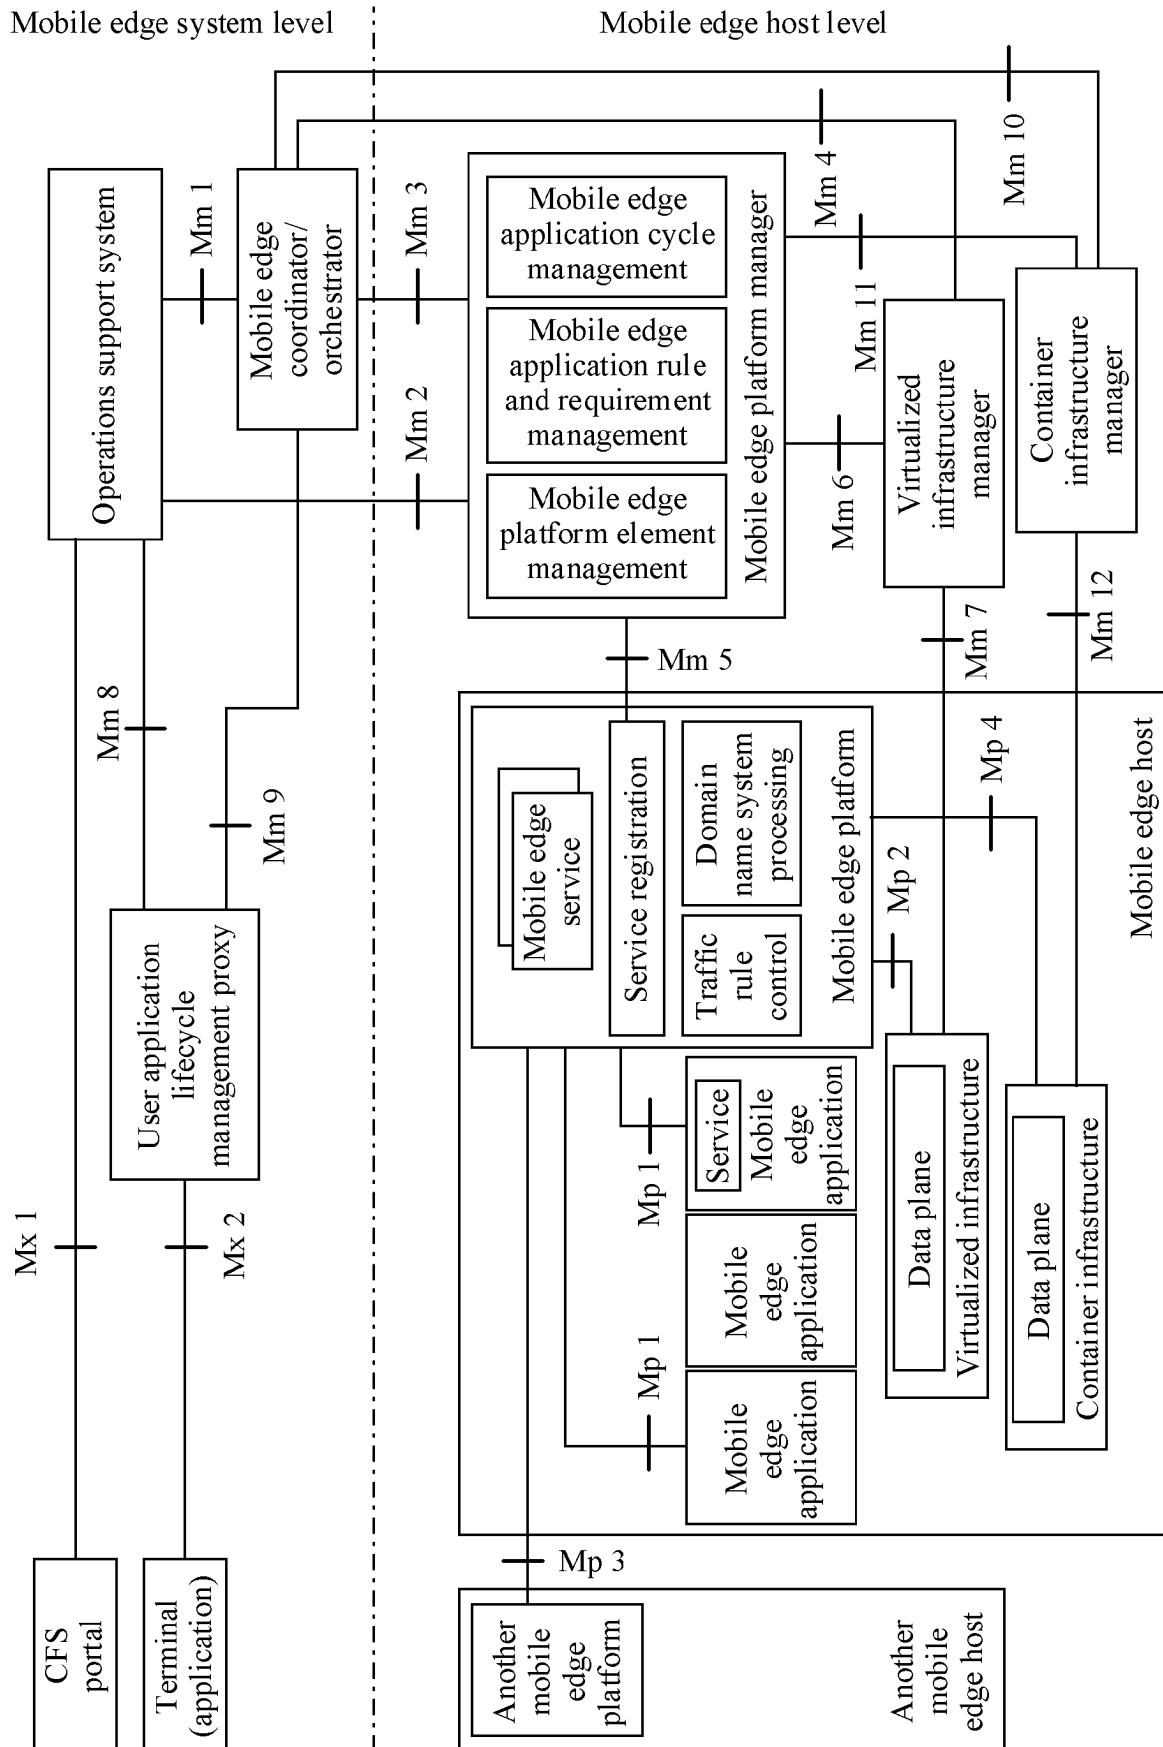 Mobile edge system level
Mobile edge host level
Operations support system
Mm 1
Mobile edge
coordinator/
orchestrator
Mm 3
Mm 2
Mobile edge
application cycle
management
Mobile edge
application rule
and requirement
management
Mobile edge
platform element
management
Mobile edge platform manager
Mm 4
Mm 10
Mm 11
Mm 6
Virtualized
infrastructure
manager
Container
infrastructure
manager
Mm 5
Mm 7
Mm 12
Mm 8
Mm 9
User application
lifecycle
management proxy
Mx 1
Mx 2
CFS
portal
Terminal
(application)
Mobile edge
service
Service registration
Domain
name system
processing
Traffic
rule
control
Mobile edge platform
Mp 2
Mp 4
Mobile edge host
Mp 1
Service
Mobile
edge
application
Mobile
edge
application
Mp 1
Mobile
edge
application
Data plane
Virtualized infrastructure
Data plane
Container infrastructure
Mp 3
Another
mobile
edge
platform
Another
mobile
edge host